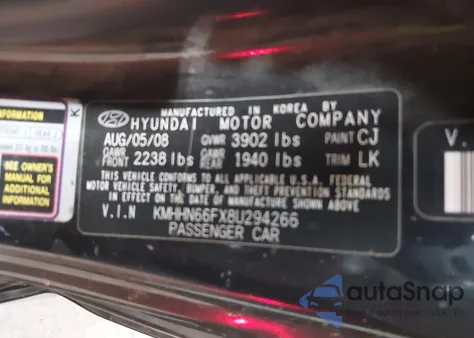 MANUFACTURED IN KOREA BY
HYUNDAI MOTOR COMPANY
AUG/05/08 GVWR 3902 lbs PAINT CJ
GAWR FRONT 2238 lbs GAWR 1940 lbs TRIM LK
THIS VEHICLE CONFORMS TO ALL APPLICABLE U.S.A. FEDERAL
MOTOR VEHICLE SAFETY, BUMPER, AND THEFT PREVENTION
STANDARDS IN EFFECT ON THE DATE OF MANUFACTURE SHOWN ABOVE.
V.I.N KMHHN66FX8U294266
PASSENGER CAR
K
SEE OWNER'S
MANUAL FOR
MORE
INFORMATION
autoSnap